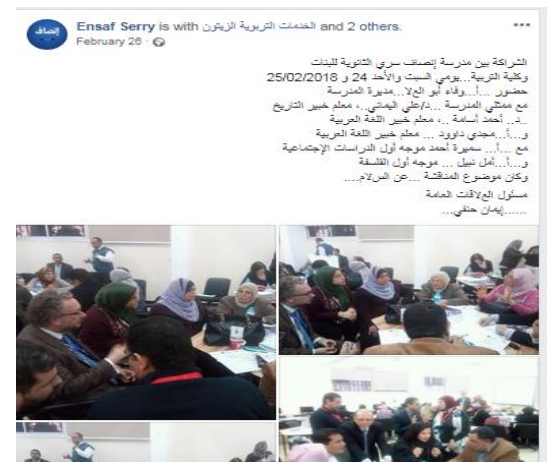 إنصاف
Ensaf Serry is with الخدمات التربوية الزيتون and 2 others.
February 26
الشراكة بين مدرسة إنصاف سري الثانوية للبنات
وكلية التربية...يومي السبت والأحد 24 و 25/02/2018
حضور ...أ...وفاء أبو العلا...مديرة المدرسة
مع ممثلي المدرسة ...د/علي اليماني..، معلم خبير التاريخ
..د.. أحمد أسامة ..، معلم خبير اللغة العربية
و...أ...مجدي داوود ... معلم خبير اللغة العربية
مع ...أ... سميرة أحمد موجه أول الدراسات الإجتماعية
و...أ...أمل نبيل ... موجه أول الفلسفة
وكان موضوع المناقشة ...عن السلام....
مسئول العلاقات العامة
......إيمان حنفي...